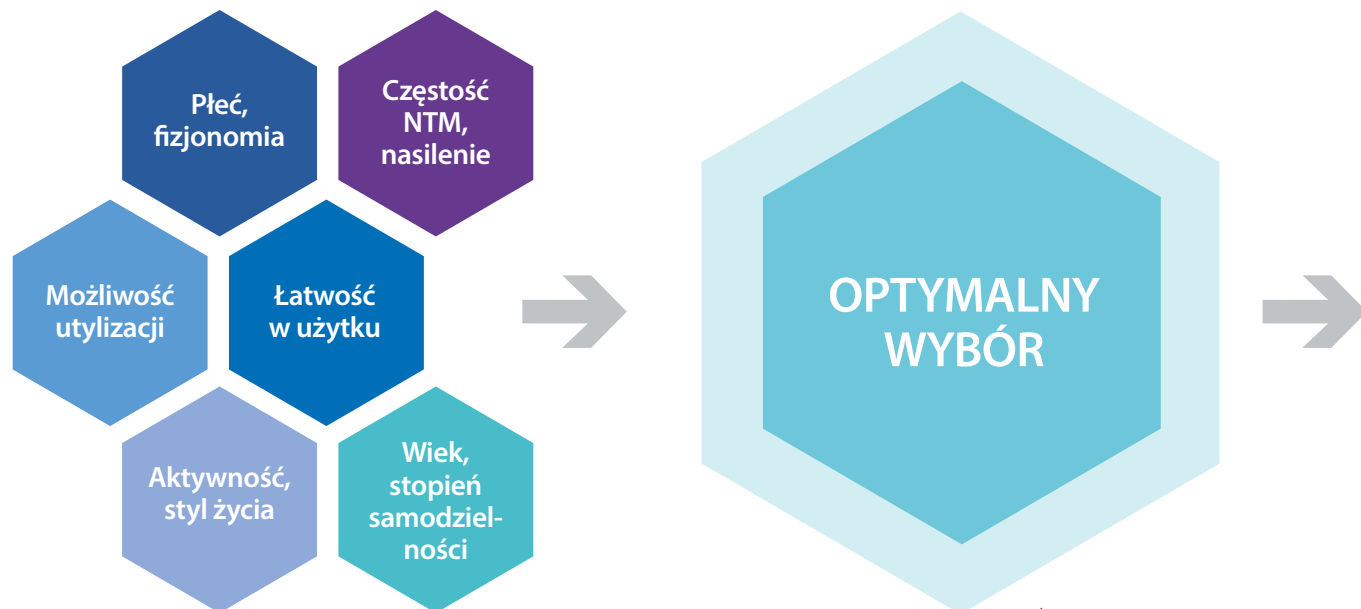 Płeć,
fizjonomia
Częstość
NTM,
nasilenie
Możliwość
utylizacji
Łatwość
w użytku
Aktywność,
styl życia
Wiek,
stopień
samodziel-
ności
OPTYMALNY
WYBÓR